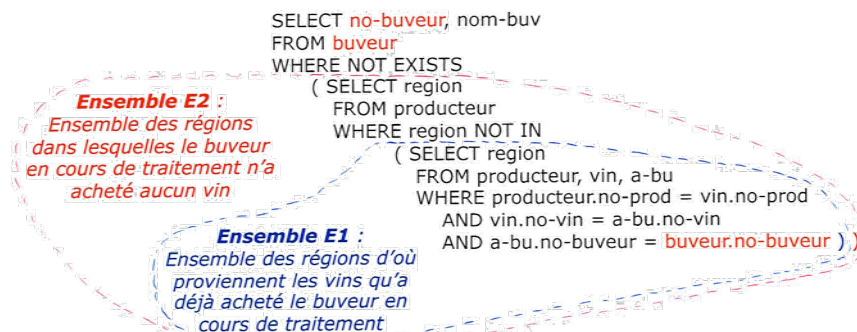 SELECT no-buveur, nom-buv
FROM buveur
WHERE NOT EXISTS
( SELECT region
FROM producteur
WHERE region NOT IN
( SELECT region
FROM producteur, vin, a-bu
WHERE producteur.no-prod = vin.no-prod
AND vin.no-vin = a-bu.no-vin
AND a-bu.no-buveur = buveur.no-buveur ) )
Ensemble E2 :
Ensemble des régions
dans lesquelles le buveur
en cours de traitement n'a
acheté aucun vin
Ensemble E1 :
Ensemble des régions d'où
proviennent les vins qu'a
déjà acheté le buveur en
cours de traitement